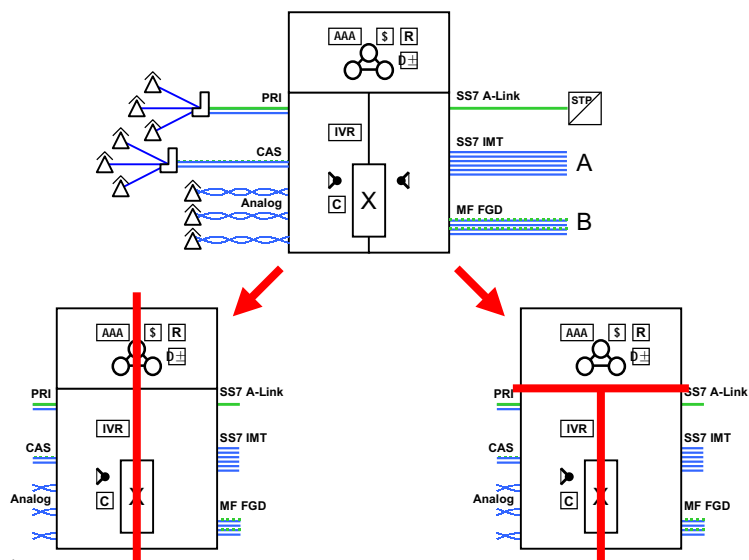 AAA $ R
D±
PRI SS7 A-Link STP
IVR SS7 IMT
CAS A
C X MF FGD
Analog B
AAA $ R
D±
PRI SS7 A-Link
IVR SS7 IMT
CAS
Analog C X MF FGD
AAA $ R
D±
PRI SS7 A-Link
IVR SS7 IMT
CAS
Analog C X MF FGD